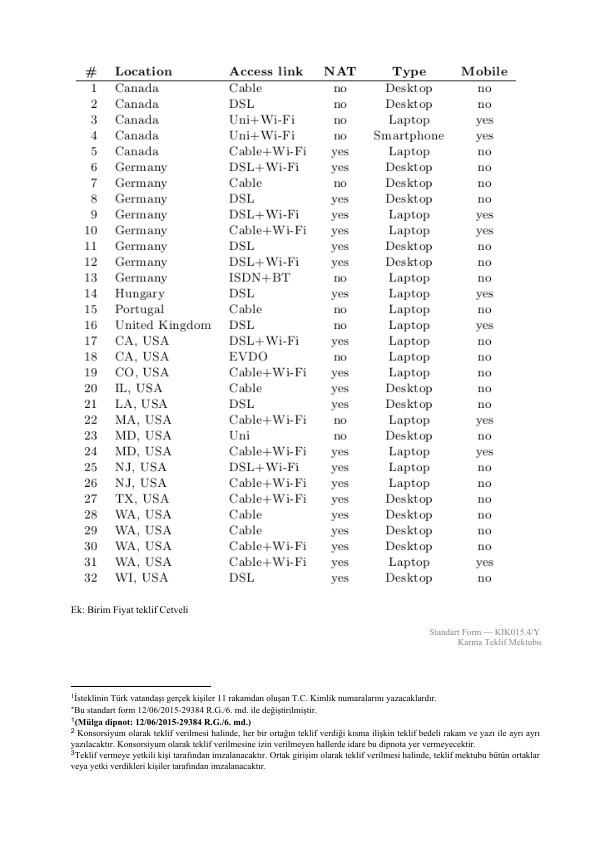 # Location Access link NAT Type Mobile
1 Canada Cable no Desktop no
2 Canada DSL no Desktop no
3 Canada Uni+Wi-Fi no Laptop yes
4 Canada Uni+Wi-Fi no Smartphone yes
5 Canada Cable+Wi-Fi yes Laptop no
6 Germany DSL+Wi-Fi yes Desktop no
7 Germany Cable no Desktop no
8 Germany DSL yes Desktop no
9 Germany DSL+Wi-Fi yes Laptop yes
10 Germany Cable+Wi-Fi yes Laptop yes
11 Germany DSL yes Desktop no
12 Germany DSL+Wi-Fi yes Desktop no
13 Germany ISDN+BT no Laptop no
14 Hungary DSL yes Laptop yes
15 Portugal Cable no Laptop no
16 United Kingdom DSL no Laptop yes
17 CA, USA DSL+Wi-Fi yes Laptop no
18 CA, USA EVDO no Laptop no
19 CO, USA Cable+Wi-Fi yes Laptop no
20 IL, USA Cable yes Desktop no
21 LA, USA DSL yes Desktop no
22 MA, USA Cable+Wi-Fi no Laptop yes
23 MD, USA Uni no Desktop no
24 MD, USA Cable+Wi-Fi yes Laptop yes
25 NJ, USA DSL+Wi-Fi yes Laptop no
26 NJ, USA Cable+Wi-Fi yes Laptop no
27 TX, USA Cable+Wi-Fi yes Desktop no
28 WA, USA Cable yes Desktop no
29 WA, USA Cable yes Desktop no
30 WA, USA Cable+Wi-Fi yes Desktop no
31 WA, USA Cable+Wi-Fi yes Laptop yes
32 WI, USA DSL yes Desktop no
Ek: Birim Fiyat teklif Cetveli
Standart Form — KİK015.4/Y
Karma Teklif Mektubu
¹İsteklinin Türk vatandaşı gerçek kişiler 11 rakamdan oluşan T.C. Kimlik numaralarını yazacaklardır.
*Bu standart form 12/06/2015-29384 R.G./6. md. ile değiştirilmiştir.
¹(Mülga dipnot: 12/06/2015-29384 R.G./6. md.)
² Konsorsiyum olarak teklif verilmesi halinde, her bir ortağın teklif verdiği kısma ilişkin teklif bedeli rakam ve yazı ile ayrı ayrı
yazılacaktır. Konsorsiyum olarak teklif verilmesine izin verilmeyen hallerde idare bu dipnota yer vermeyecektir.
³Teklif vermeye yetkili kişi tarafından imzalanacaktır. Ortak girişim olarak teklif verilmesi halinde, teklif mektubu bütün ortaklar
veya yetki verdikleri kişiler tarafından imzalanacaktır.